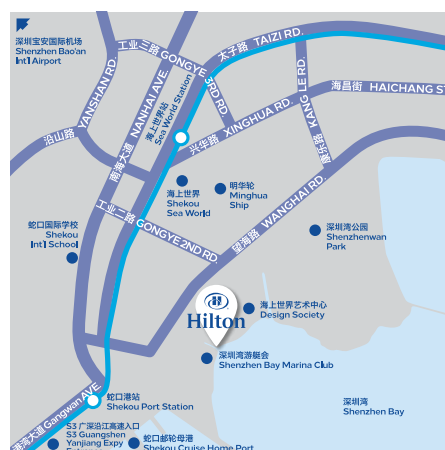 深圳宝安国际机场
Shenzhen Bao'an
Int'l Airport
工业三路 GONGYE 3RD RD.
太子路 TAIZI RD.
海昌街 HAICHANG ST
沿山路 YANSHAN RD.
南海大道 NANHAI AVE.
海上世界站
Sea World Station
兴华路 XINGHUA RD.
康乐路 KANG LE RD.
海上世界
Shekou
Sea World
明华轮
Minghua
Ship
蛇口国际学校
Shekou
Int'l School
工业二路 GONGYE 2ND RD.
望海路 WANGHAI RD.
深圳湾公园
Shenzhenwan
Park
Hilton
海上世界艺术中心
Design Society
深圳湾游艇会
Shenzhen Bay Marina Club
港湾大道 Gangwan AVE
蛇口港站
Shekou Port Station
深圳湾
Shenzhen Bay
S3 广深沿江高速入口
S3 Guangshen
Yanjiang Expy
蛇口邮轮母港
Shekou Cruise Home Port